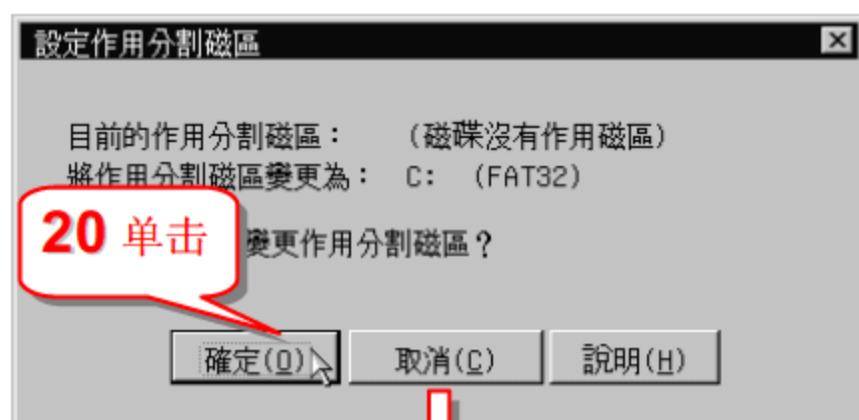 設定作用分割磁區
目前的作用分割磁區： (磁碟沒有作用磁區)
將作用分割磁區變更為： C: (FAT32)
20 单击
變更作用分割磁區？
確定(O) 取消(C) 說明(H)